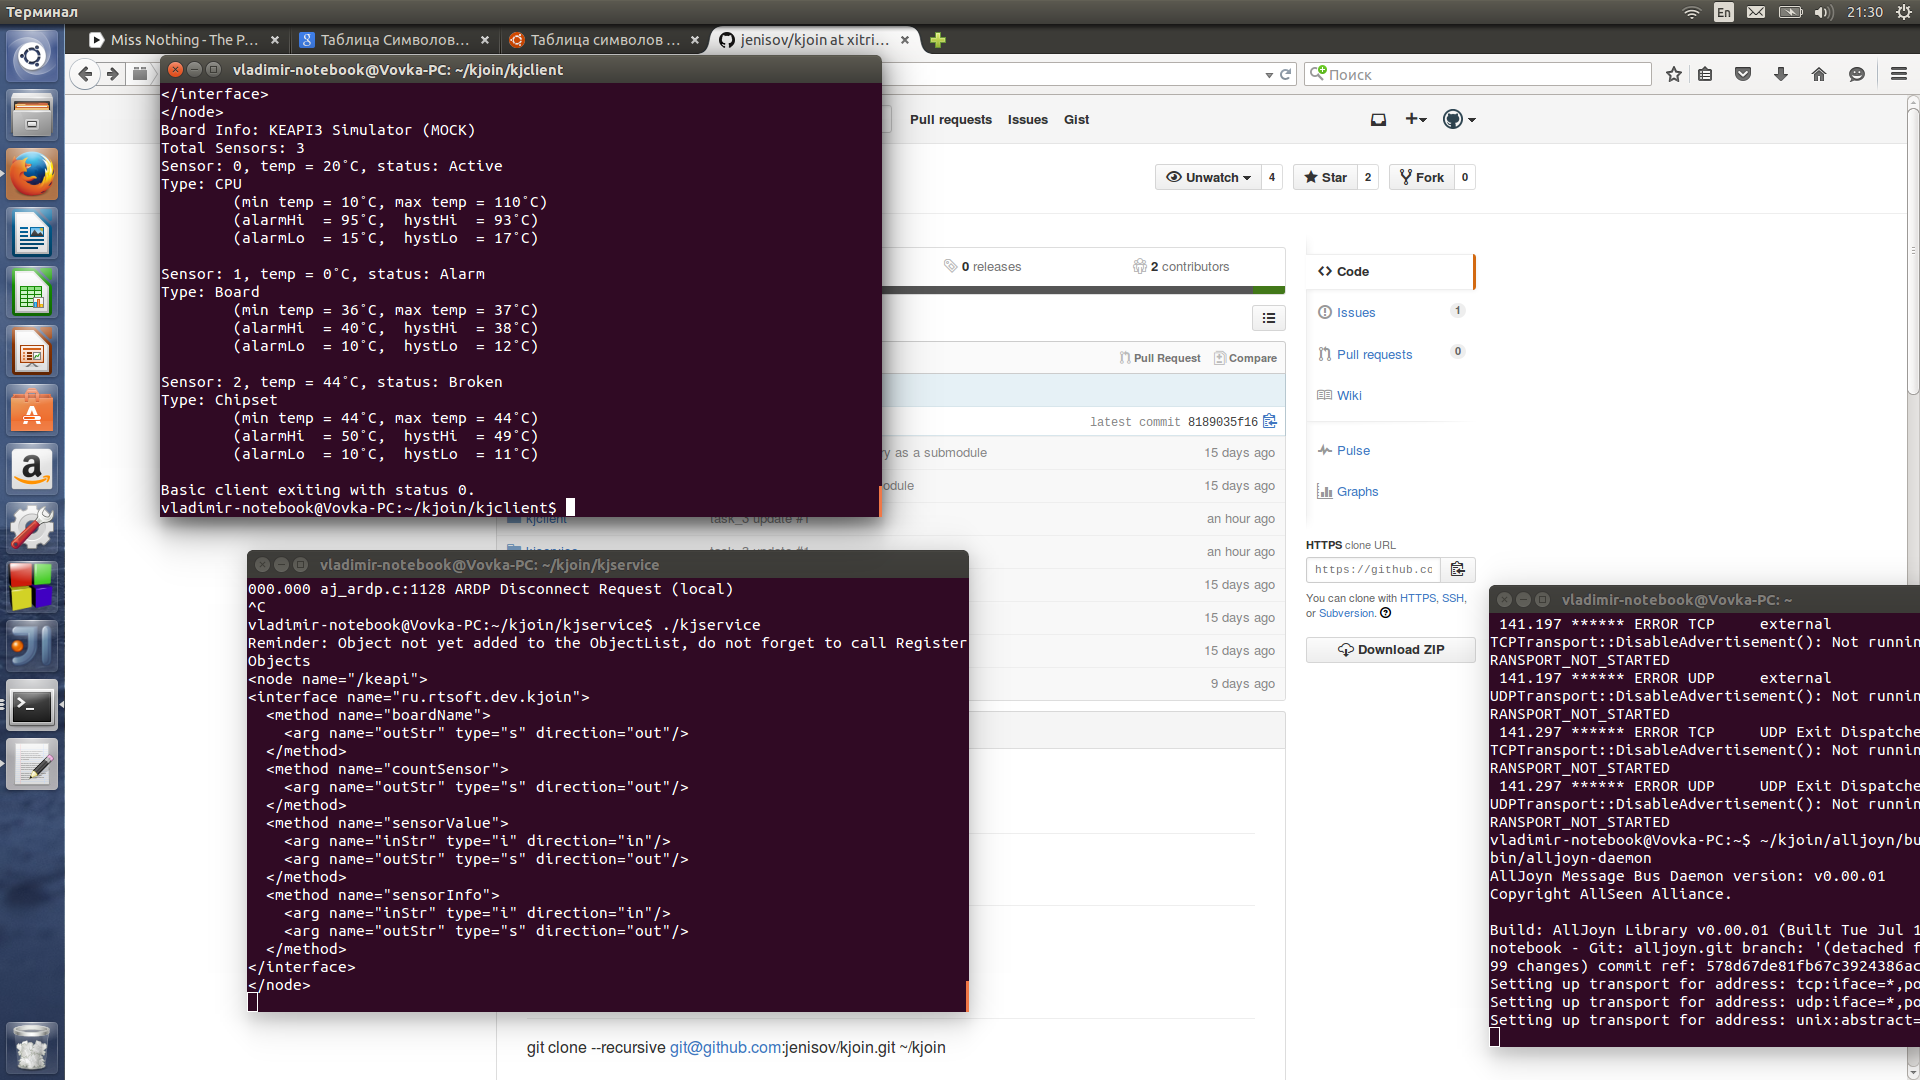 Терминал
En
21:30
Miss Nothing - The P...
Таблица Символов...
Таблица символов ...
jenisov/kjoin at xitri...
Поиск
vladimir-notebook@Vovka-PC: ~/kjoin/kjclient
</interface>
</node>
Board Info: KEAPI3 Simulator (MOCK)
Total Sensors: 3
Sensor: 0, temp = 20˚C, status: Active
Type: CPU
(min temp = 10˚C, max temp = 110˚C)
(alarmHi  = 95˚C,  hystHi  = 93˚C)
(alarmLo  = 15˚C,  hystLo  = 17˚C)
Sensor: 1, temp = 0˚C, status: Alarm
Type: Board
(min temp = 36˚C, max temp = 37˚C)
(alarmHi  = 40˚C,  hystHi  = 38˚C)
(alarmLo  = 10˚C,  hystLo  = 12˚C)
Sensor: 2, temp = 44˚C, status: Broken
Type: Chipset
(min temp = 44˚C, max temp = 44˚C)
(alarmHi  = 50˚C,  hystHi  = 49˚C)
(alarmLo  = 10˚C,  hystLo  = 11˚C)
Basic client exiting with status 0.
vladimir-notebook@Vovka-PC:~/kjoin/kjclient$
Pull requests Issues Gist
Unwatch 4 Star 2 Fork 0
0 releases 2 contributors
Pull Request Compare
latest commit 8189035f16
ry as a submodule 15 days ago
odule 15 days ago
kjclient task_3 update #1 an hour ago
kjservice task_3 update #1 an hour ago
15 days ago
15 days ago
15 days ago
9 days ago
Code
Issues 1
Pull requests 0
Wiki
Pulse
Graphs
HTTPS clone URL
https://github.cc
You can clone with HTTPS, SSH,
or Subversion.
Download ZIP
vladimir-notebook@Vovka-PC: ~/kjoin/kjservice
000.000 aj_ardp.c:1128 ARDP Disconnect Request (local)
^C
vladimir-notebook@Vovka-PC:~/kjoin/kjservice$ ./kjservice
Reminder: Object not yet added to the ObjectList, do not forget to call Register
Objects
<node name="/keapi">
<interface name="ru.rtsoft.dev.kjoin">
<method name="boardName">
<arg name="outStr" type="s" direction="out"/>
</method>
<method name="countSensor">
<arg name="outStr" type="s" direction="out"/>
</method>
<method name="sensorValue">
<arg name="inStr" type="i" direction="in"/>
<arg name="outStr" type="s" direction="out"/>
</method>
<method name="sensorInfo">
<arg name="inStr" type="i" direction="in"/>
<arg name="outStr" type="s" direction="out"/>
</method>
</interface>
</node>
git clone --recursive git@github.com:jenisov/kjoin.git ~/kjoin
vladimir-notebook@Vovka-PC: ~
141.197 ****** ERROR TCP     external
TCPTransport::DisableAdvertisement(): Not runnin
RANSPORT_NOT_STARTED
141.197 ****** ERROR UDP     external
UDPTransport::DisableAdvertisement(): Not runnin
RANSPORT_NOT_STARTED
141.297 ****** ERROR TCP     UDP Exit Dispatche
TCPTransport::DisableAdvertisement(): Not runnin
RANSPORT_NOT_STARTED
141.297 ****** ERROR UDP     UDP Exit Dispatche
UDPTransport::DisableAdvertisement(): Not runnin
RANSPORT_NOT_STARTED
vladimir-notebook@Vovka-PC:~$ ~/kjoin/alljoyn/bu
bin/alljoyn-daemon
AllJoyn Message Bus Daemon version: v0.00.01
Copyright AllSeen Alliance.
Build: AllJoyn Library v0.00.01 (Built Tue Jul 1
notebook - Git: alljoyn.git branch: '(detached f
99 changes) commit ref: 578d67de81fb67c3924386ac
Setting up transport for address: tcp:iface=*,po
Setting up transport for address: udp:iface=*,po
Setting up transport for address: unix:abstract=